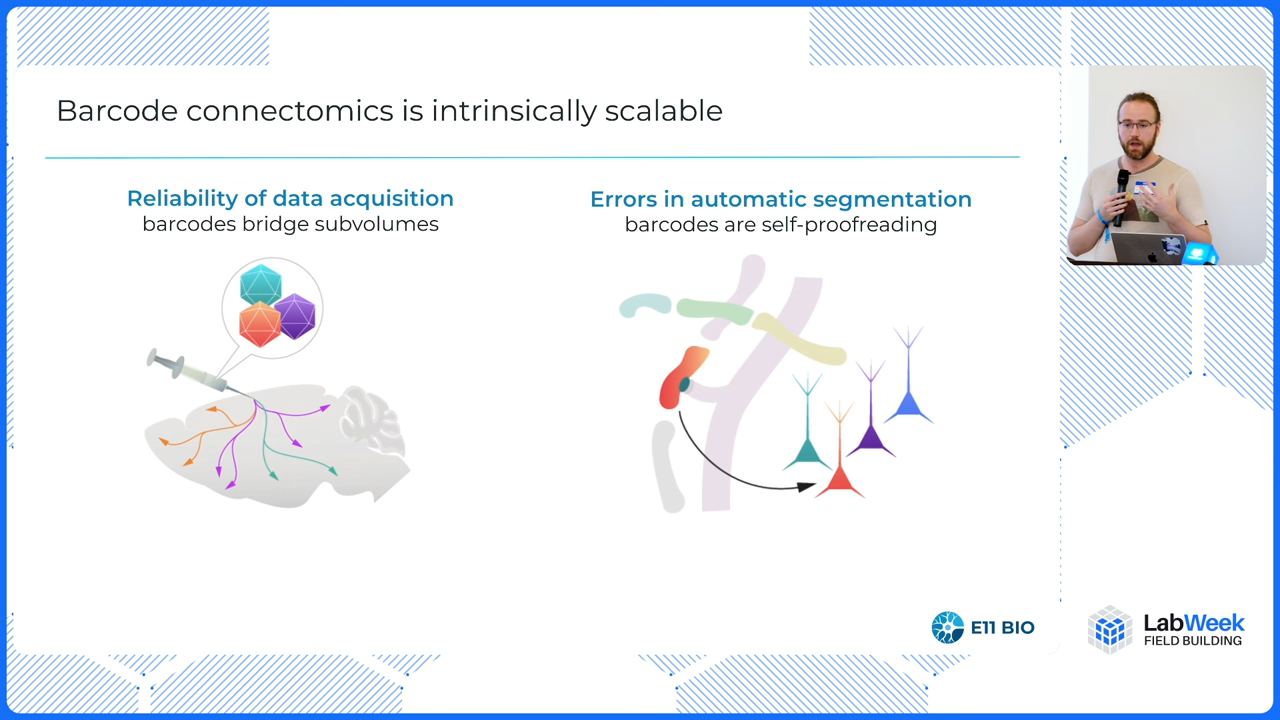 Barcode connectomics is intrinsically scalable
Reliability of data acquisition
barcodes bridge subvolumes
Errors in automatic segmentation
barcodes are self-proofreading
E11 BIO
LabWeek
FIELD BUILDING